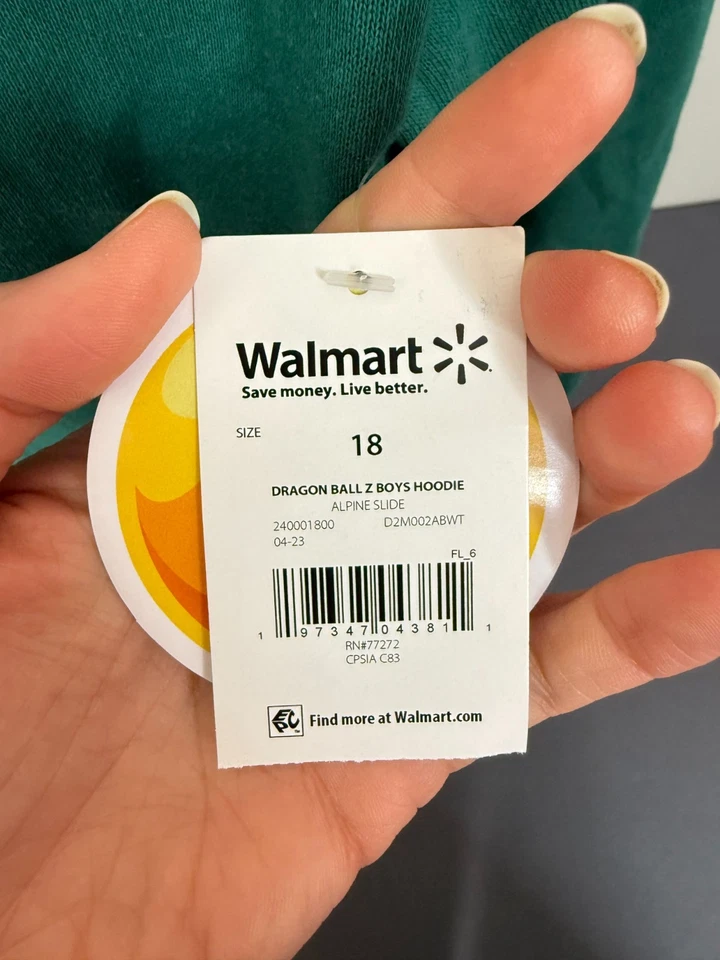 Walmart
Save money. Live better.
SIZE
18
DRAGON BALL Z BOYS HOODIE
ALPINE SLIDE
240001800 D2M002ABWT
04-23
FL_6
1 97347 04381 1
RN#77272
CPSIA C83
EPC Find more at Walmart.com